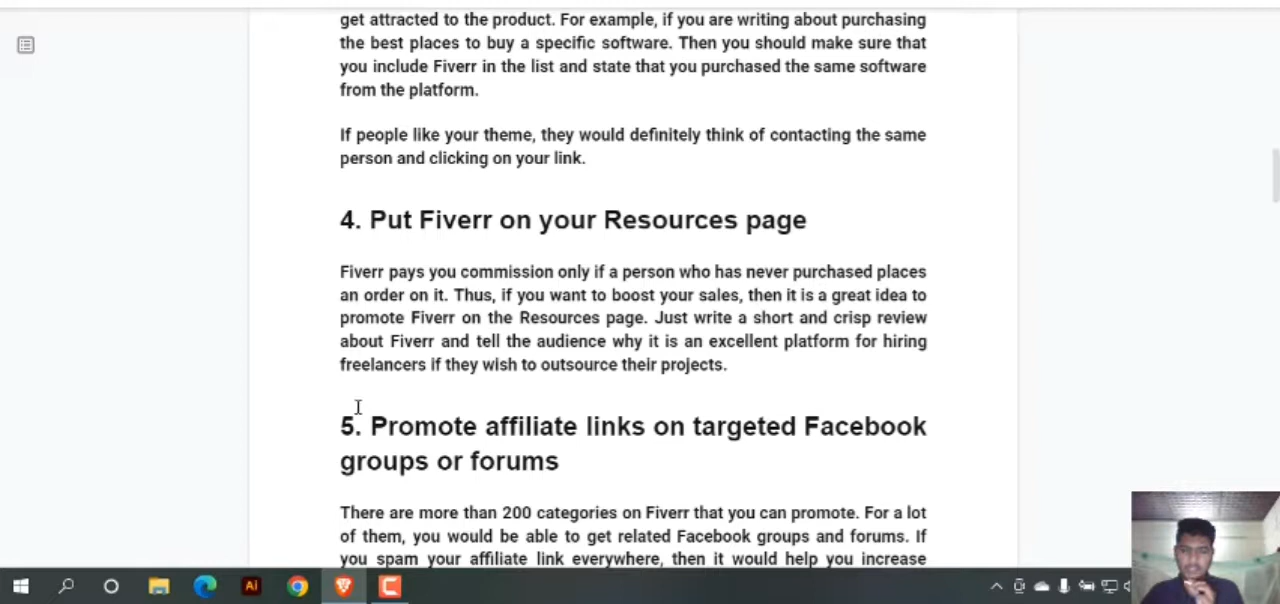 get attracted to the product. For example, if you are writing about purchasing
the best places to buy a specific software. Then you should make sure that
you include Fiverr in the list and state that you purchased the same software
from the platform.
If people like your theme, they would definitely think of contacting the same
person and clicking on your link.
4. Put Fiverr on your Resources page
Fiverr pays you commission only if a person who has never purchased places
an order on it. Thus, if you want to boost your sales, then it is a great idea to
promote Fiverr on the Resources page. Just write a short and crisp review
about Fiverr and tell the audience why it is an excellent platform for hiring
freelancers if they wish to outsource their projects.
5. Promote affiliate links on targeted Facebook
groups or forums
There are more than 200 categories on Fiverr that you can promote. For a lot
of them, you would be able to get related Facebook groups and forums. If
you spam your affiliate link everywhere, then it would help you increase
Ai